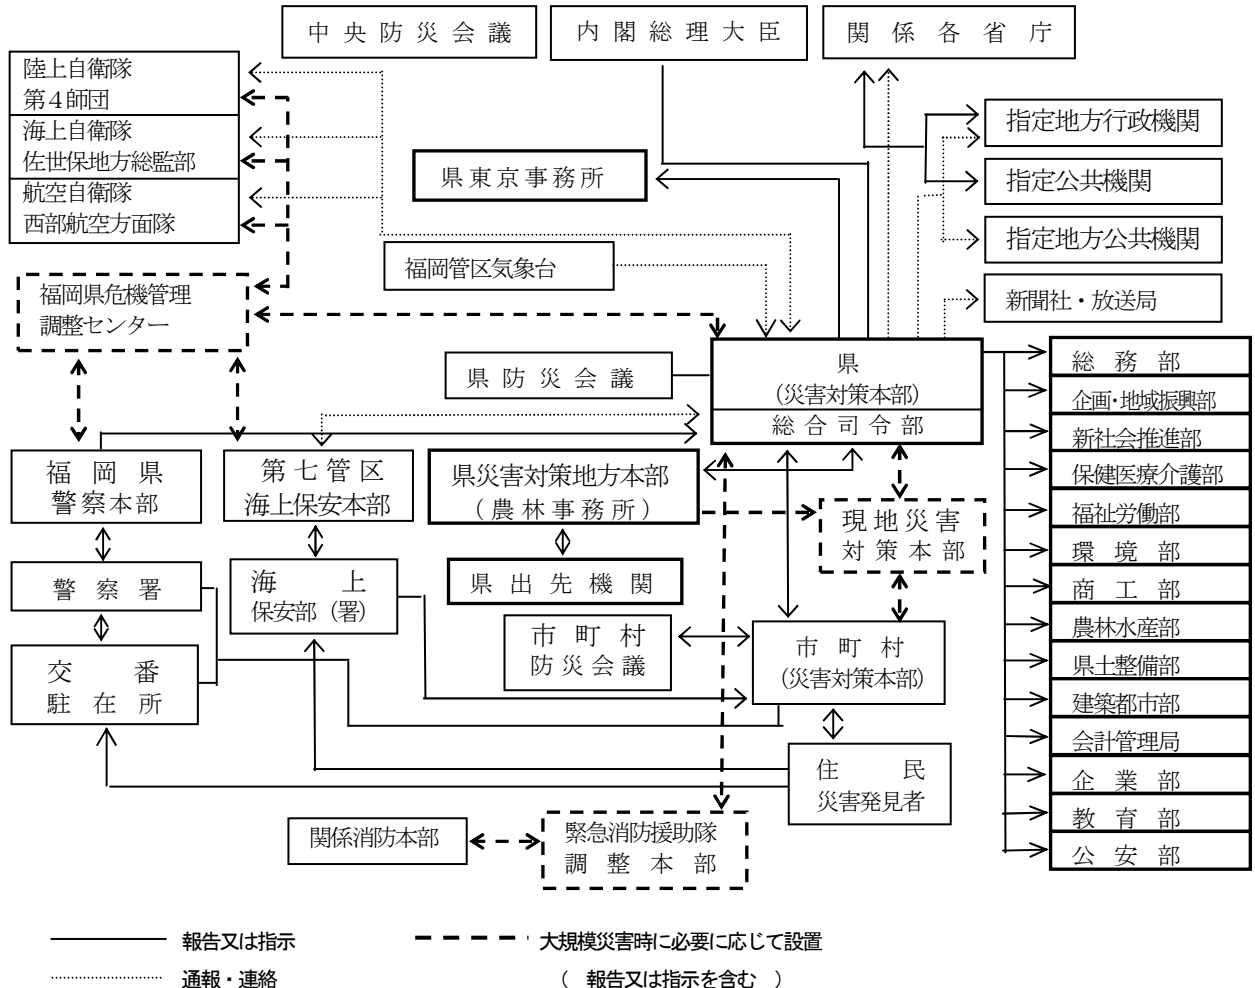 中央防災会議
内閣総理大臣
関係各省庁
陸上自衛隊
第４師団
海上自衛隊
佐世保地方総監部
航空自衛隊
西部航空方面隊
県東京事務所
指定地方行政機関
指定公共機関
指定地方公共機関
新聞社・放送局
福岡管区気象台
福岡県危機管理
調整センター
県防災会議
県
（災害対策本部）
総合司令部
総務部
企画・地域振興部
新社会推進部
保健医療介護部
福祉労働部
環境部
商工部
農林水産部
県土整備部
建築都市部
会計管理局
企業部
教育部
公安部
福岡県
警察本部
第七管区
海上保安本部
県災害対策地方本部
（農林事務所）
現地災害
対策本部
警察署
海上
保安部（署）
県出先機関
市町村
防災会議
市町村
（災害対策本部）
交番
駐在所
住民
災害発見者
関係消防本部
緊急消防援助隊
調整本部
報告又は指示
大規模災害時に必要に応じて設置
通報・連絡
（　報告又は指示を含む　）